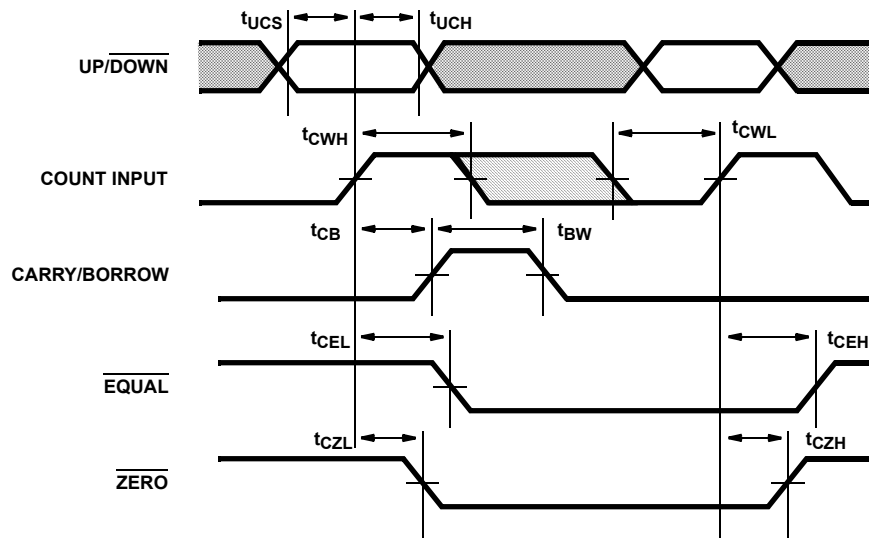 tUCS
tUCH
UP/DOWN
tCWH
tCWL
COUNT INPUT
tCB
tBW
CARRY/BORROW
tCEL
tCEH
EQUAL
tCZL
tCZH
ZERO